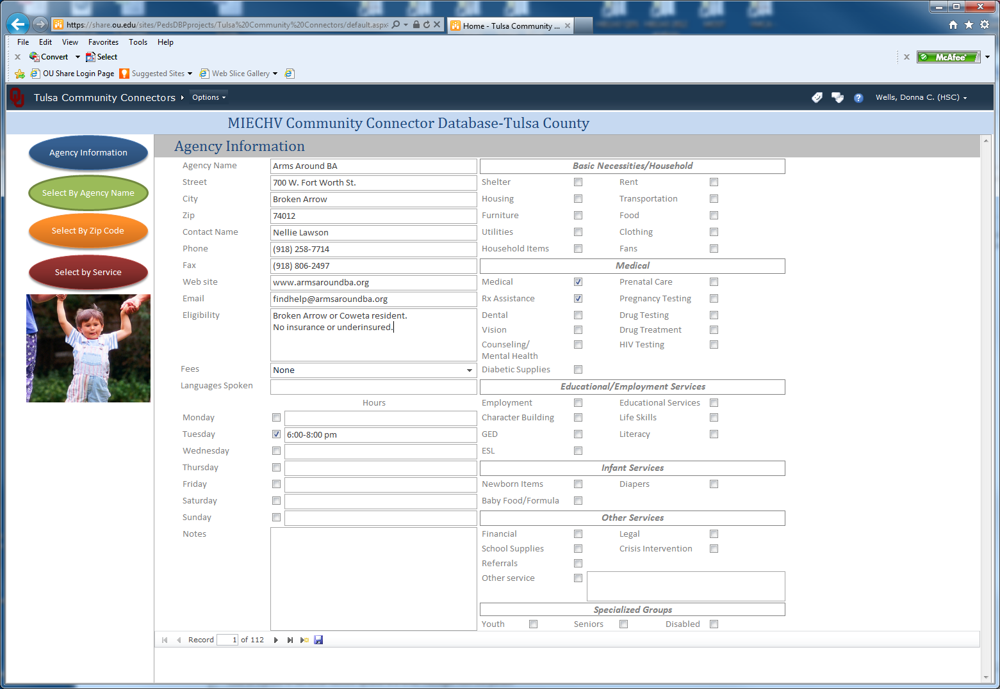 https://share.ou.edu/sites/PedsDBPprojects/Tulsa%20Community%20Connectors/default.aspx
Home - Tulsa Community ...
File Edit View Favorites Tools Help
x Convert Select
x McAfee
OU Share Login Page Suggested Sites Web Slice Gallery
Tulsa Community Connectors Options
Wells, Donna C. (HSC)
MIECHV Community Connector Database-Tulsa County
Agency Information
Select By Agency Name
Select By Zip Code
Select by Service
Agency Information
Agency Name Arms Around BA
Street 700 W. Fort Worth St.
City Broken Arrow
Zip 74012
Contact Name Nellie Lawson
Phone (918) 258-7714
Fax (918) 806-2497
Web site www.armsaroundba.org
Email findhelp@armsaroundba.org
Eligibility Broken Arrow or Coweta resident.
No insurance or underinsured.
Fees None
Languages Spoken
Hours
Monday
Tuesday 6:00-8:00 pm
Wednesday
Thursday
Friday
Saturday
Sunday
Notes
Basic Necessities/Household
Shelter Rent
Housing Transportation
Furniture Food
Utilities Clothing
Household Items Fans
Medical
Medical Prenatal Care
Rx Assistance Pregnancy Testing
Dental Drug Testing
Vision Drug Treatment
Counseling/ HIV Testing
Mental Health
Diabetic Supplies
Educational/Employment Services
Employment Educational Services
Character Building Life Skills
GED Literacy
ESL
Infant Services
Newborn Items Diapers
Baby Food/Formula
Other Services
Financial Legal
School Supplies Crisis Intervention
Referrals
Other service
Specialized Groups
Youth Seniors Disabled
Record 1 of 112